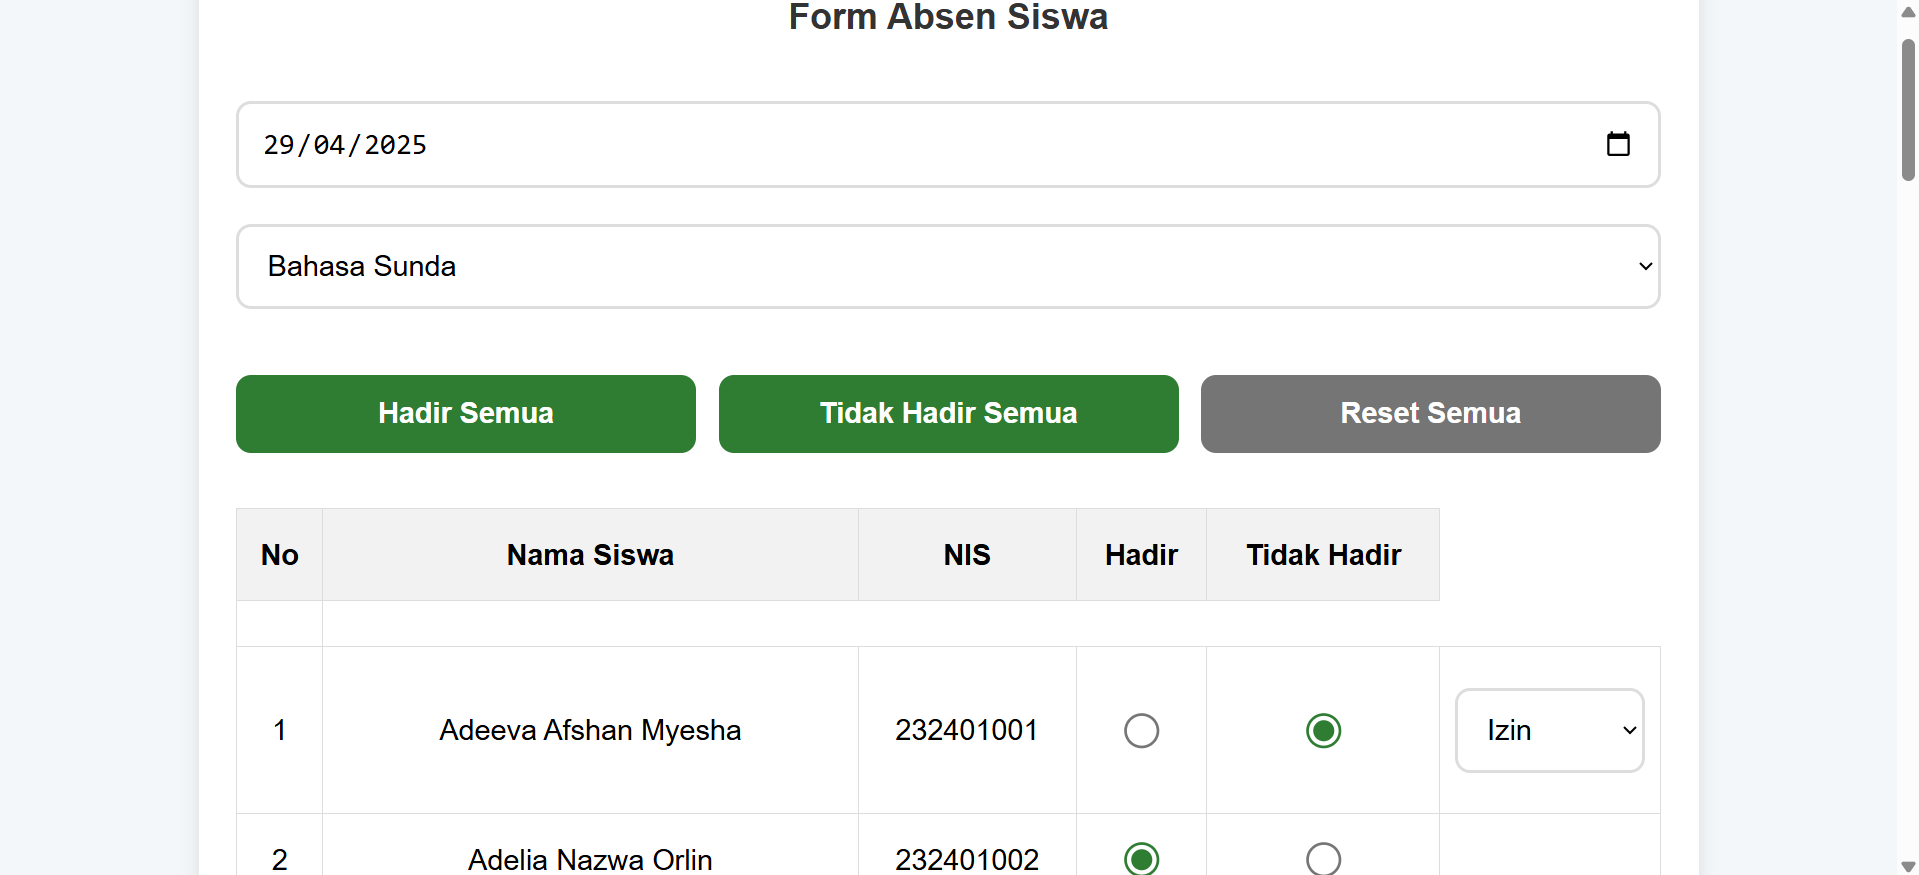 Form Absen Siswa
29/04/2025
Bahasa Sunda
Hadir Semua Tidak Hadir Semua Reset Semua
No Nama Siswa NIS Hadir Tidak Hadir
1 Adeeva Afshan Myesha 232401001 Izin
2 Adelia Nazwa Orlin 232401002